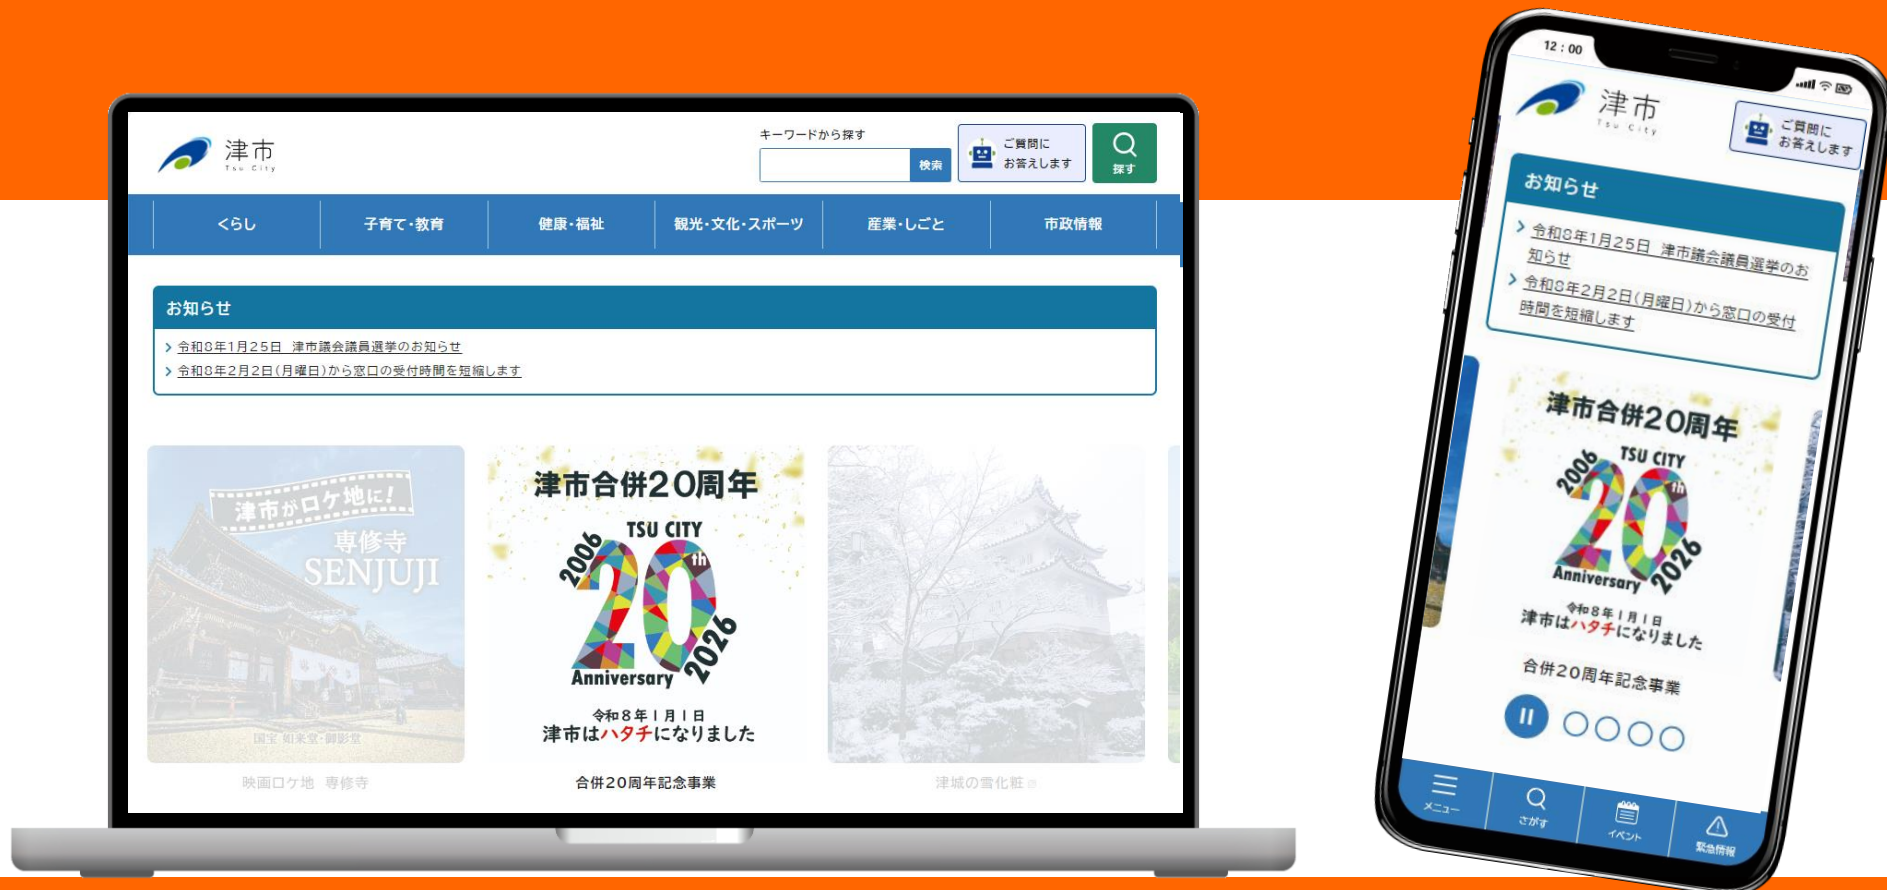 津市
Tsu City
キーワードから探す
検索
ご質問に
お答えします
探す
くらし
子育て・教育
健康・福祉
観光・文化・スポーツ
産業・しごと
市政情報
お知らせ
令和8年1月25日　津市議会議員選挙のお知らせ
令和8年2月2日(月曜日)から窓口の受付時間を短縮します
津市がロケ地に!
専修寺
SENJUJI
国宝 如来堂・御影堂
映画ロケ地　専修寺
津市合併20周年
TSU CITY
2006
20th
2026
Anniversary
令和8年1月1日
津市はハタチになりました
合併20周年記念事業
津城の雪化粧
12:00
津市
Tsu City
ご質問に
お答えします
お知らせ
令和8年1月25日　津市議会議員選挙のお
知らせ
令和8年2月2日(月曜日)から窓口の受付
時間を短縮します
津市合併20周年
TSU CITY
2006
20th
2026
Anniversary
令和8年1月1日
津市はハタチになりました
合併20周年記念事業
メニュー
さがす
イベント
緊急情報